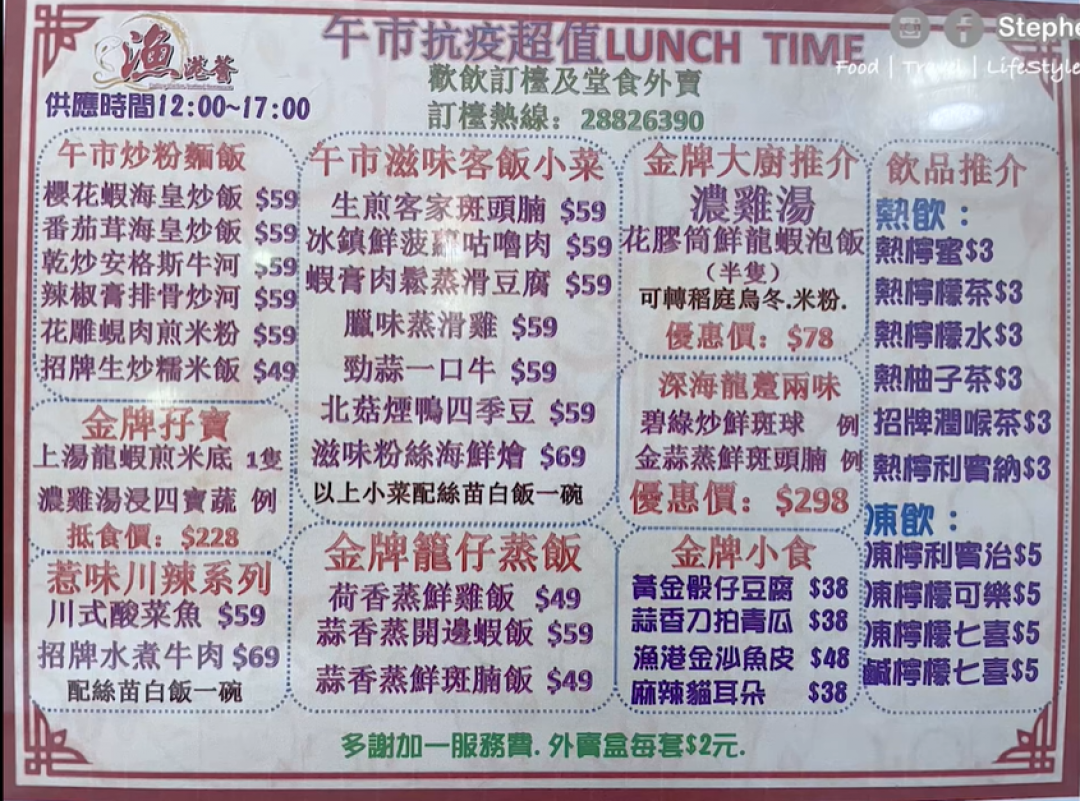 漁港薈
午市抗疫超值LUNCH TIME
Stephe
Food | Travel | LifeStyle
歡飲訂檯及堂食外賣
供應時間12:00~17:00
訂檯熱線：28826390
午市炒粉麵飯
櫻花蝦海皇炒飯 $59
番茄茸海皇炒飯 $59
乾炒安格斯牛河 $59
辣椒膏排骨炒河 $59
花雕蜆肉煎米粉 $59
招牌生炒糯米飯 $49
金牌孖寶
上湯龍蝦煎米底 1隻
濃雞湯浸四寶蔬 例
抵食價：$228
惹味川辣系列
川式酸菜魚 $59
招牌水煮牛肉 $69
配絲苗白飯一碗
午市滋味客飯小菜
生煎客家斑頭腩 $59
冰鎮鮮菠蘿咕嚕肉 $59
蝦膏肉鬆蒸滑豆腐 $59
臘味蒸滑雞 $59
勁蒜一口牛 $59
北菇煙鴨四季豆 $59
滋味粉絲海鮮燴 $69
以上小菜配絲苗白飯一碗
金牌籠仔蒸飯
荷香蒸鮮雞飯 $49
蒜香蒸開邊蝦飯 $59
蒜香蒸鮮斑腩飯 $49
金牌大廚推介
濃雞湯
花膠筒鮮龍蝦泡飯
（半隻）
可轉稻庭烏冬.米粉.
優惠價：$78
深海龍躉兩味
碧綠炒鮮斑球 例
金蒜蒸鮮斑頭腩 例
優惠價：$298
金牌小食
黃金骰仔豆腐 $38
蒜香刀拍青瓜 $38
漁港金沙魚皮 $48
麻辣貓耳朵 $38
飲品推介
熱飲：
熱檸蜜$3
熱檸檬茶$3
熱檸檬水$3
熱柚子茶$3
招牌潤喉茶$3
熱檸利賓納$3
凍飲：
凍檸利賓治$5
凍檸檬可樂$5
凍檸檬七喜$5
鹹檸檬七喜$5
多謝加一服務費.外賣盒每套$2元.